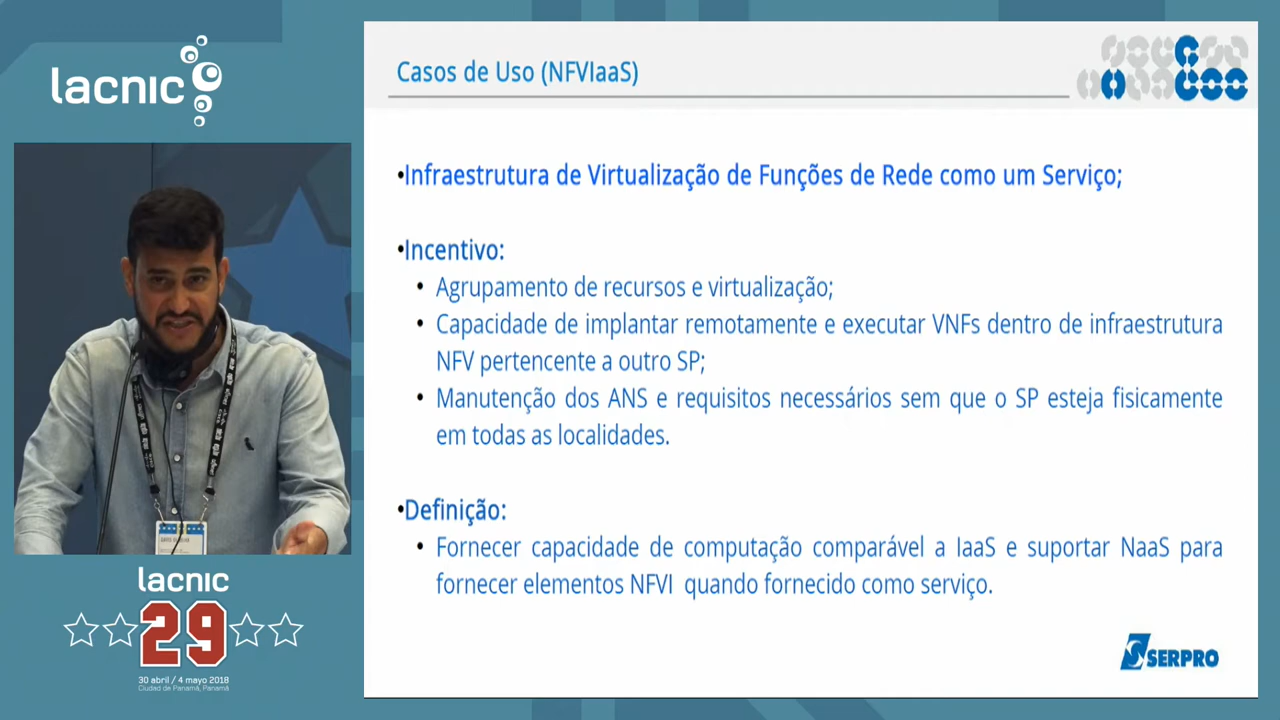 lacnic
lacnic
29
30 abril / 4 mayo 2018
Ciudad de Panamá, Panamá
Casos de Uso (NFVIaaS)
•Infraestrutura de Virtualização de Funções de Rede como um Serviço;
•Incentivo:
• Agrupamento de recursos e virtualização;
• Capacidade de implantar remotamente e executar VNFs dentro de infraestrutura
NFV pertencente a outro SP;
• Manutenção dos ANS e requisitos necessários sem que o SP esteja fisicamente
em todas as localidades.
•Definição:
• Fornecer capacidade de computação comparável a IaaS e suportar NaaS para
fornecer elementos NFVI quando fornecido como serviço.
SERPRO